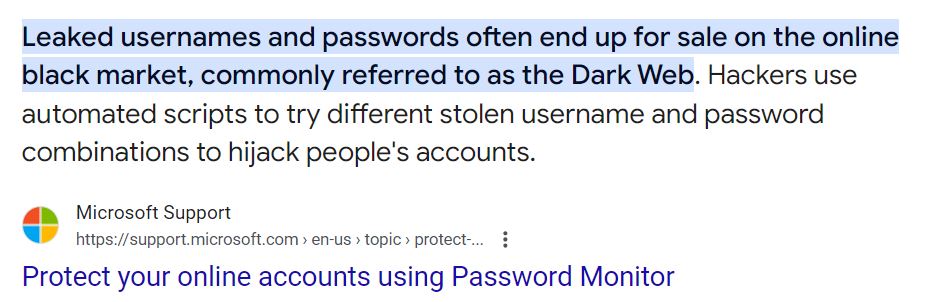 Leaked usernames and passwords often end up for sale on the online
black market, commonly referred to as the Dark Web. Hackers use
automated scripts to try different stolen username and password
combinations to hijack people's accounts.
Microsoft Support
https://support.microsoft.com › en-us › topic › protect-...
Protect your online accounts using Password Monitor